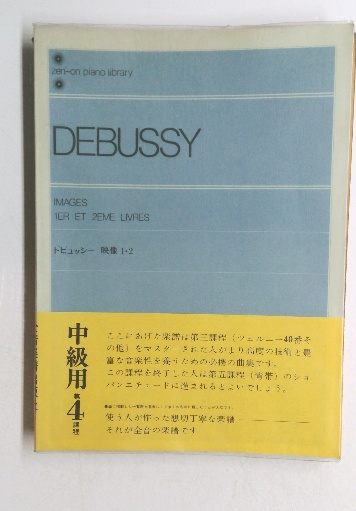 zen-on piano library
DEBUSSY
IMAGES
1ER ET 2EME LIVRES
ドビュッシー 映像 1・2
中級用
第4課程
ここにあげた楽譜は第三課程(ツェルニー40番そ
の他)をマスターされた人がより高度の技術と豊
富な音楽性を養うための必携の曲集です。
この課程を終了した人は第五課程(青帯)のショ
パンエチュードに進まれるとよいでしょう。
使う人が作った懇切丁寧な楽譜
それが全音の楽譜です